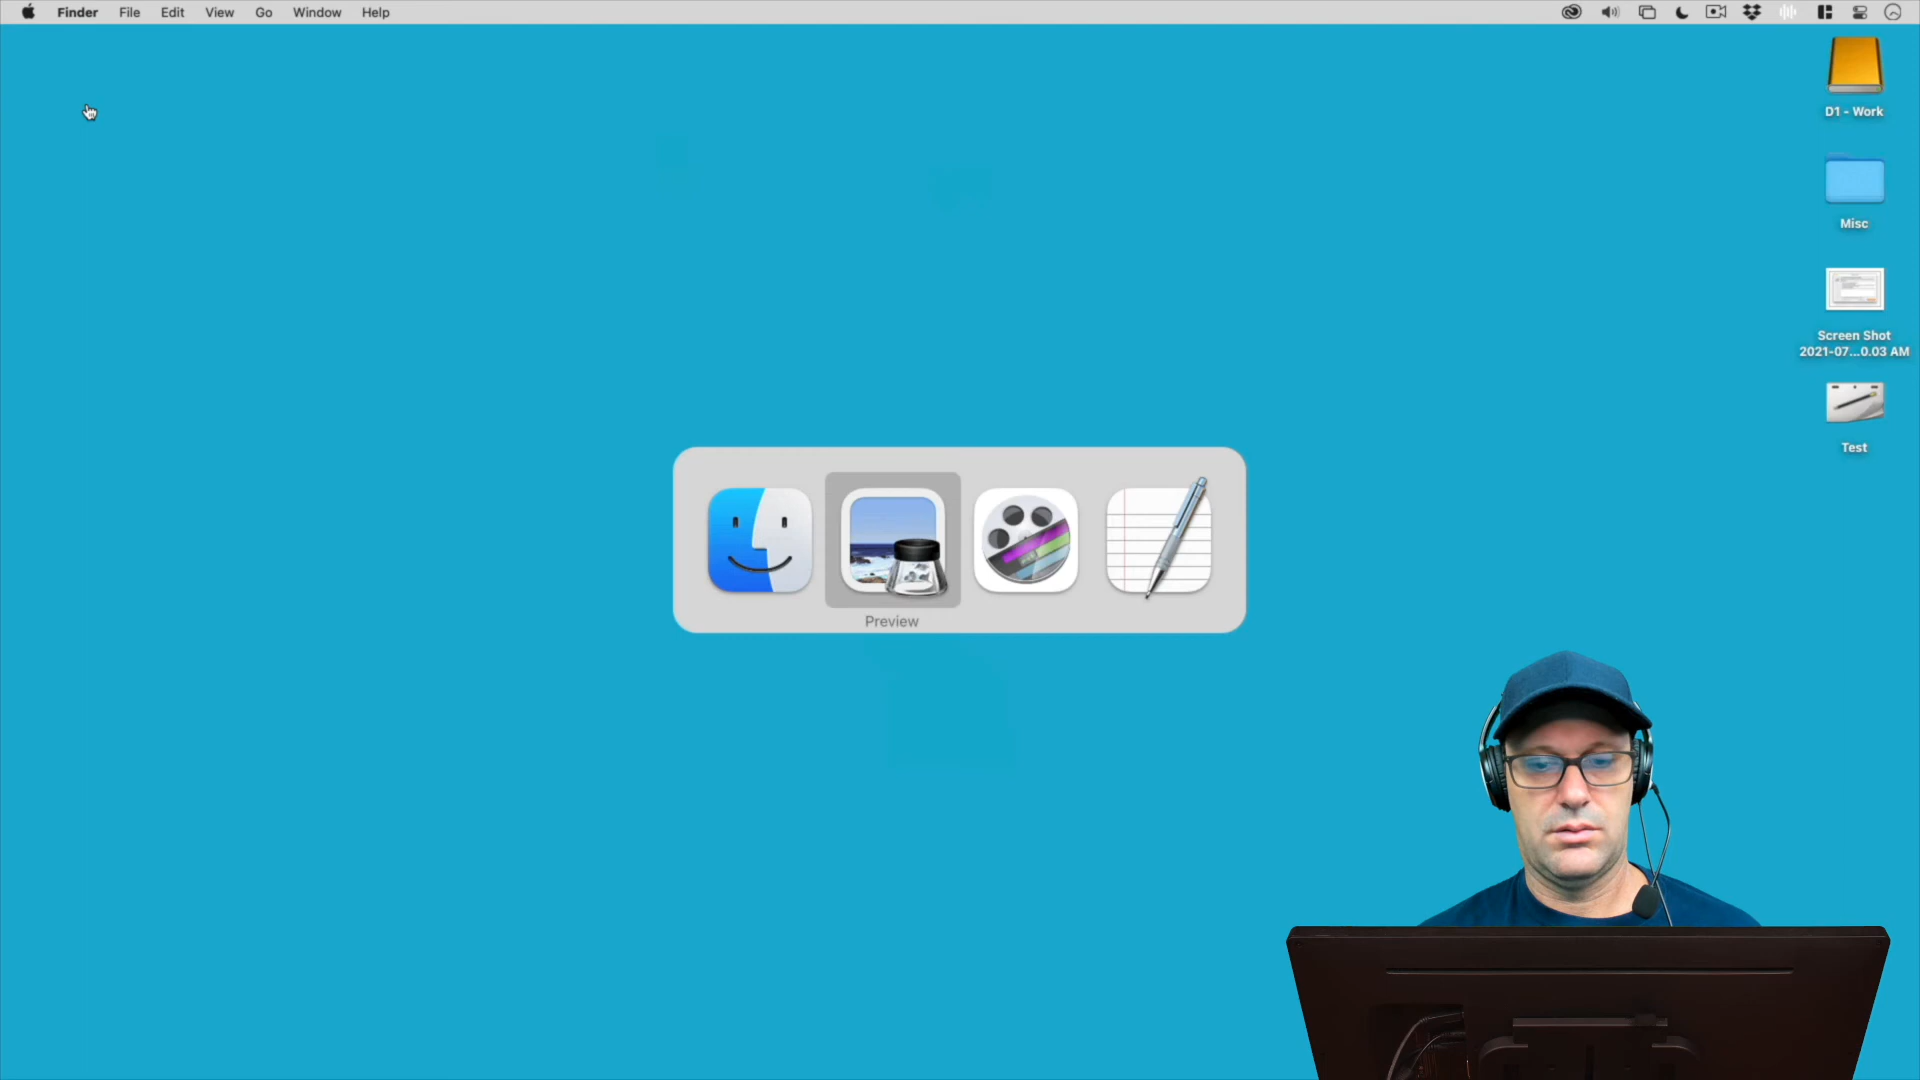 Finder File Edit View Go Window Help
D1 - Work
Misc
Screen Shot
2021-07...0.03 AM
Test
Preview